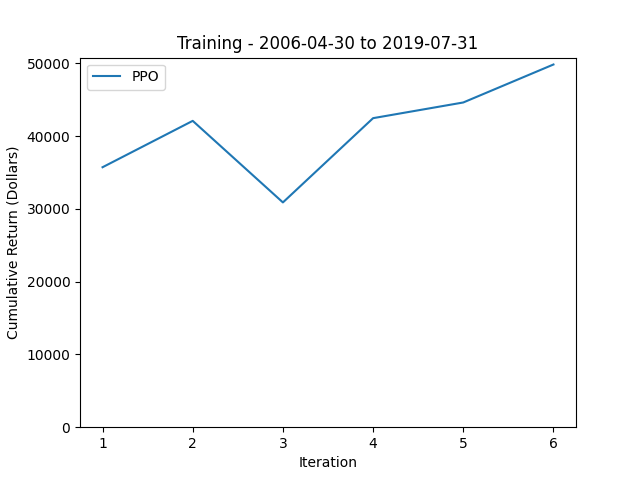 Training - 2006-04-30 to 2019-07-31
PPO
50000
40000
30000
20000
10000
0
Cumulative Return (Dollars)
1 2 3 4 5 6
Iteration